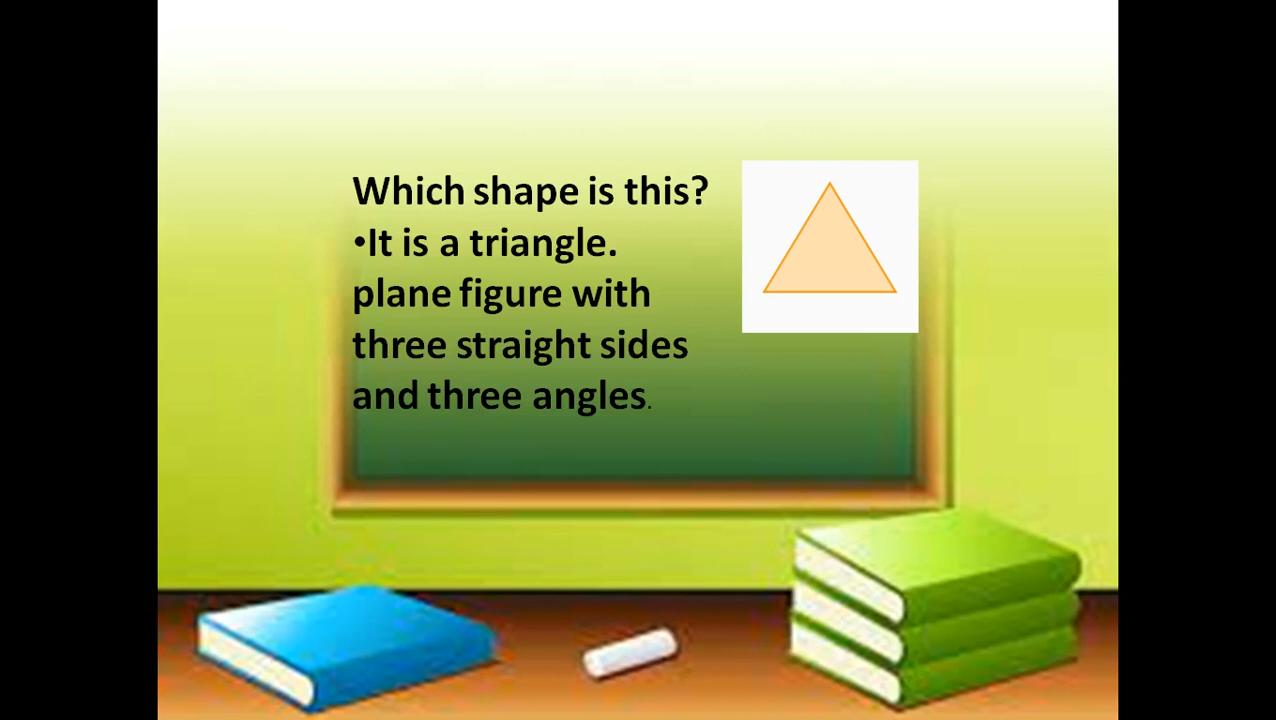 Which shape is this?
•It is a triangle.
plane figure with
three straight sides
and three angles.